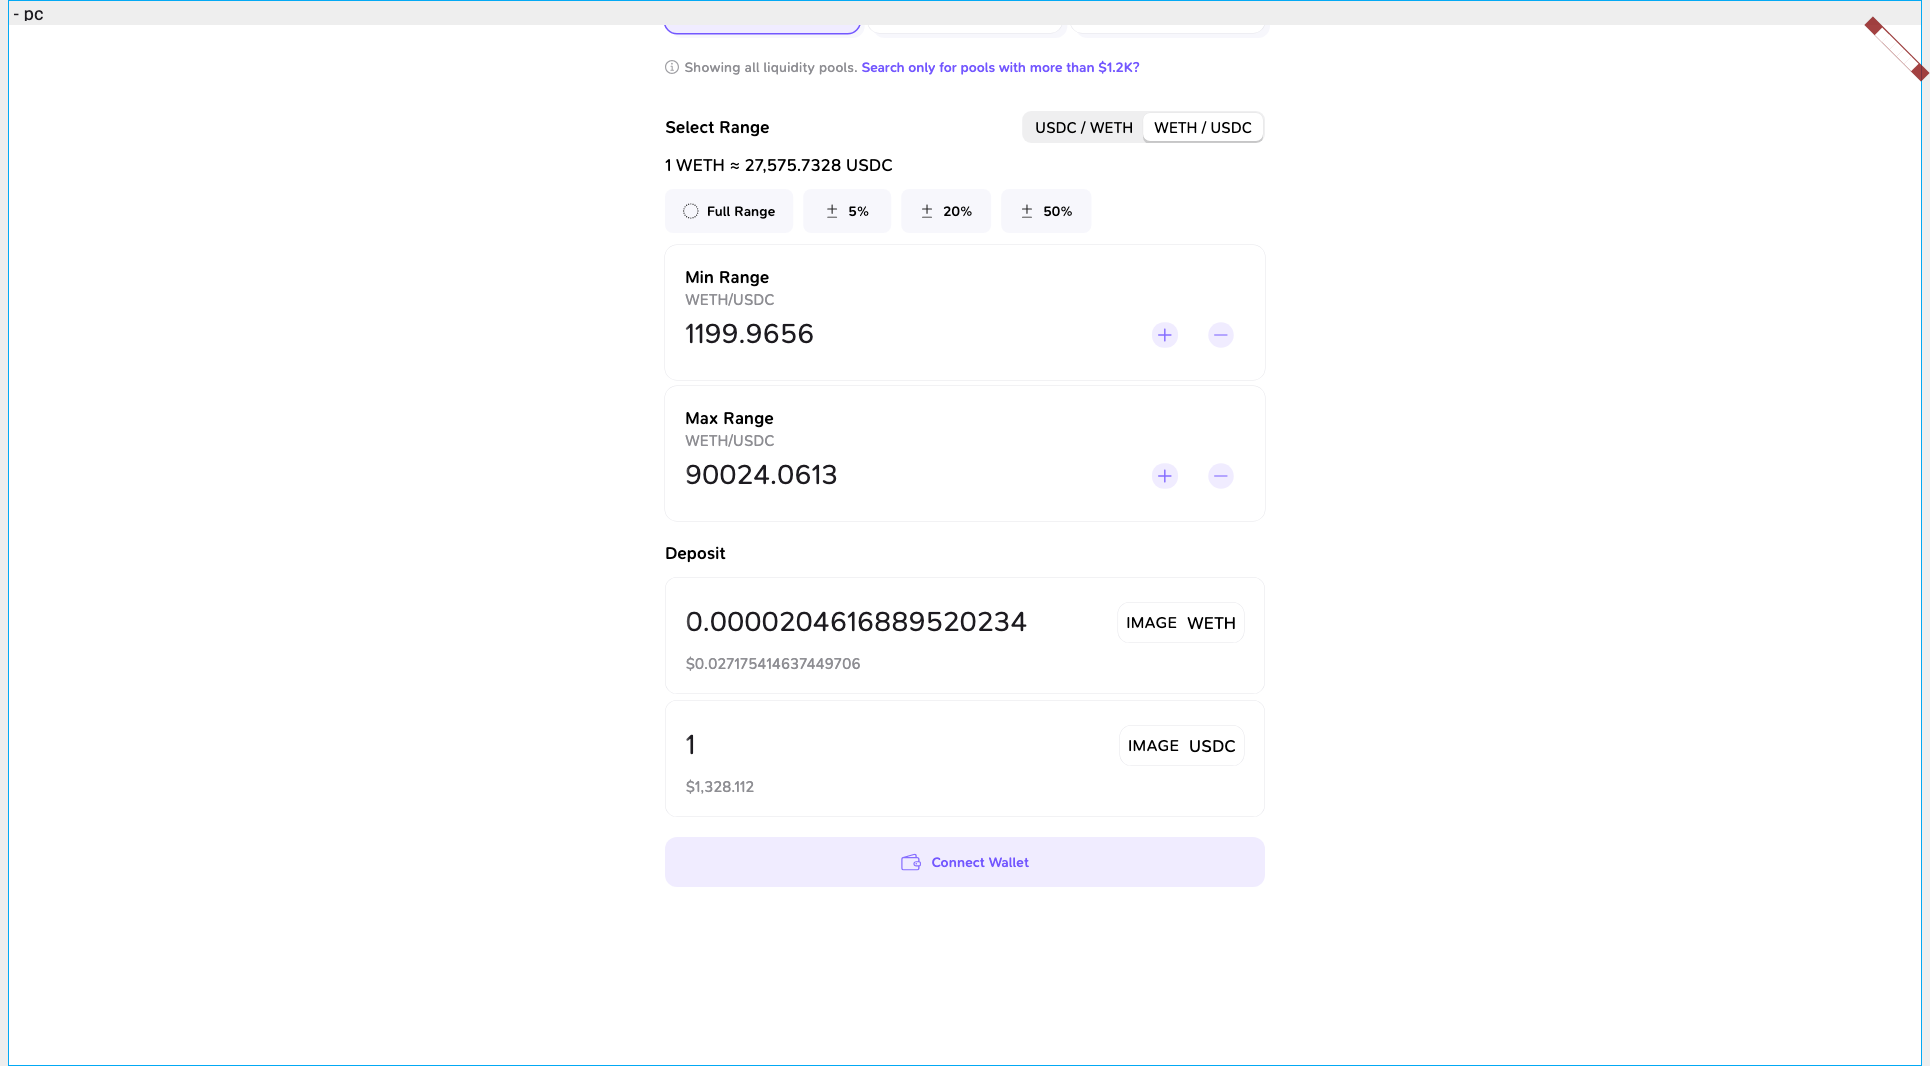 - pc
Showing all liquidity pools. Search only for pools with more than $1.2K?
Select Range
USDC / WETH
WETH / USDC
1 WETH ≈ 27,575.7328 USDC
Full Range
± 5%
± 20%
± 50%
Min Range
WETH/USDC
1199.9656
Max Range
WETH/USDC
90024.0613
Deposit
0.0000204616889520234
IMAGE WETH
$0.027175414637449706
1
IMAGE USDC
$1,328.112
Connect Wallet